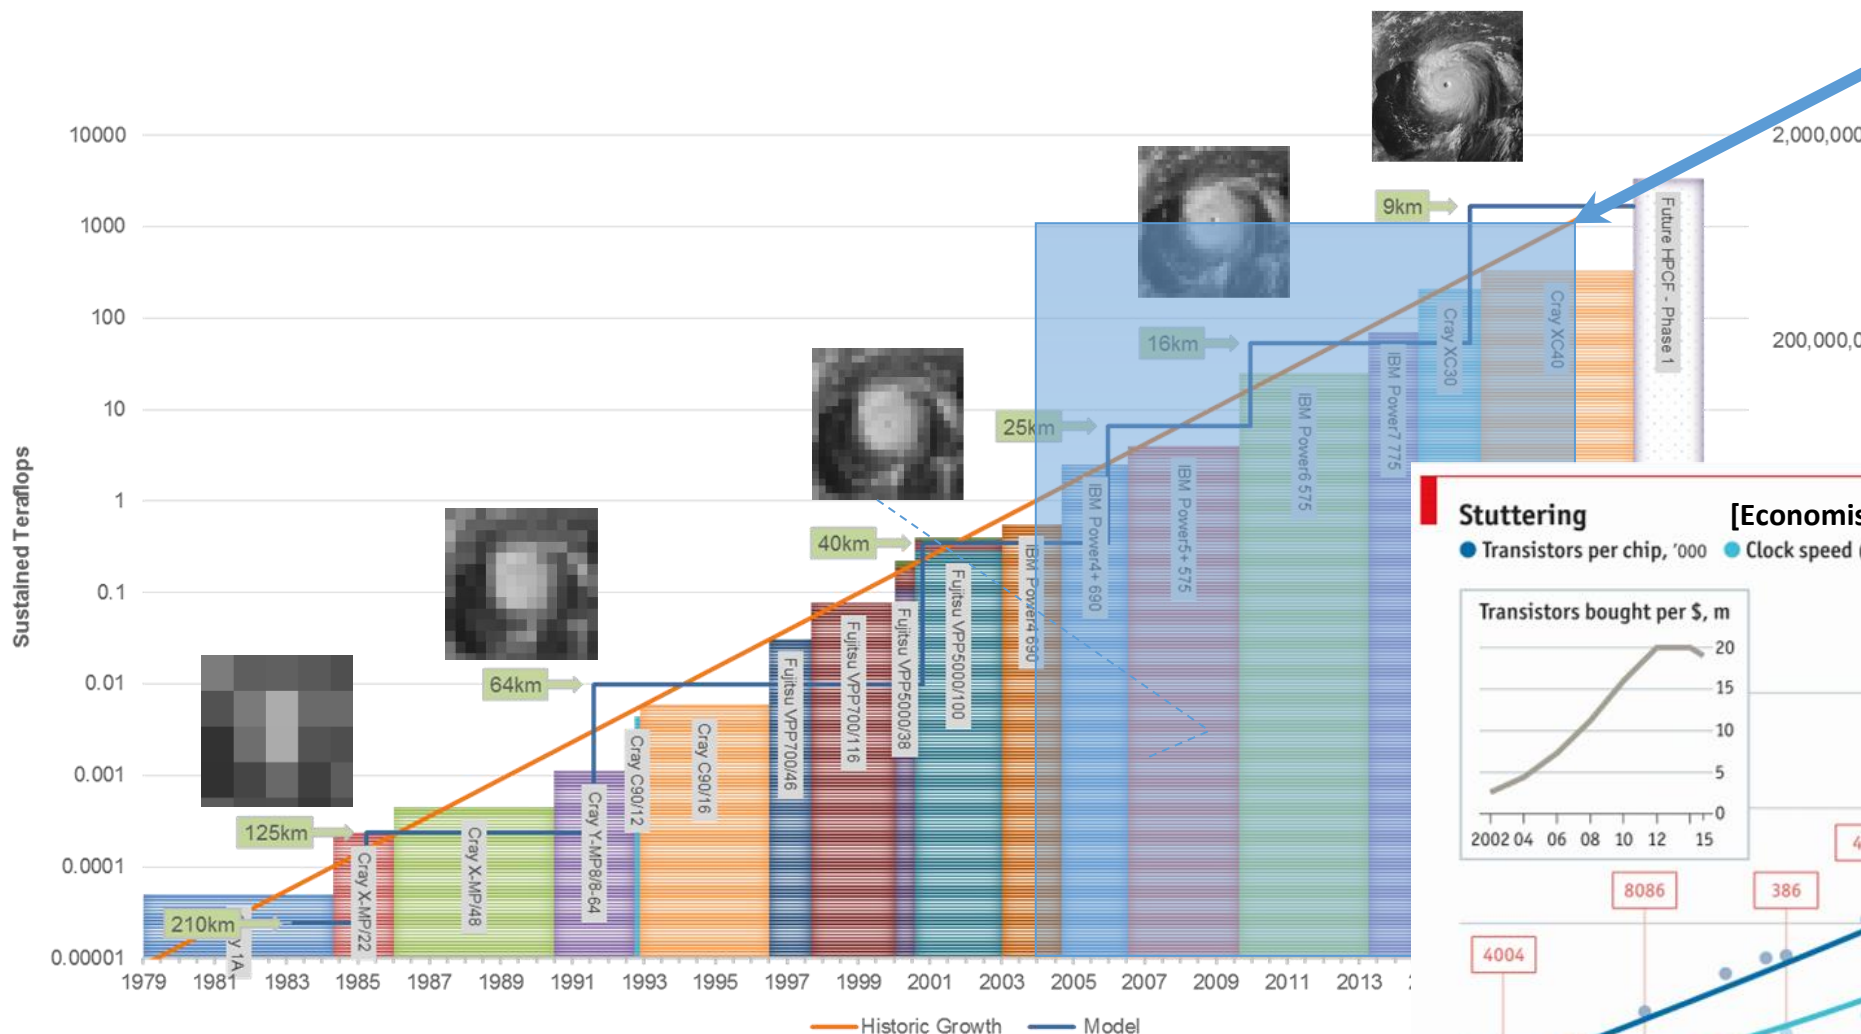 10000
1000
100
10
1
0.1
0.01
0.001
0.0001
0.00001
Sustained Teraflops
1979 1981 1983 1985 1987 1989 1991 1993 1995 1997 1999 2001 2003 2005 2007 2009 2011 2013
Historic Growth
Model
210km
125km
64km
40km
25km
16km
9km
y 1A
Cray X-MP/22
Cray X-MP/48
Cray Y-MP8/8-64
Cray C90/12
Cray C90/16
Fujitsu VPP700/46
Fujitsu VPP700/116
Fujitsu VPP5000/38
Fujitsu VPP5000/100
IBM Power4 690
IBM Power4+ 690
IBM Power5+ 575
IBM Power6 575
IBM Power7 775
Cray XC30
Cray XC40
Future HPCF - Phase 1
2,000,000
200,000,0
Stuttering [Economis
Transistors per chip, '000 Clock speed (
Transistors bought per $, m
20
15
10
5
0
2002 04 06 08 10 12 15
8086
386
4
4004